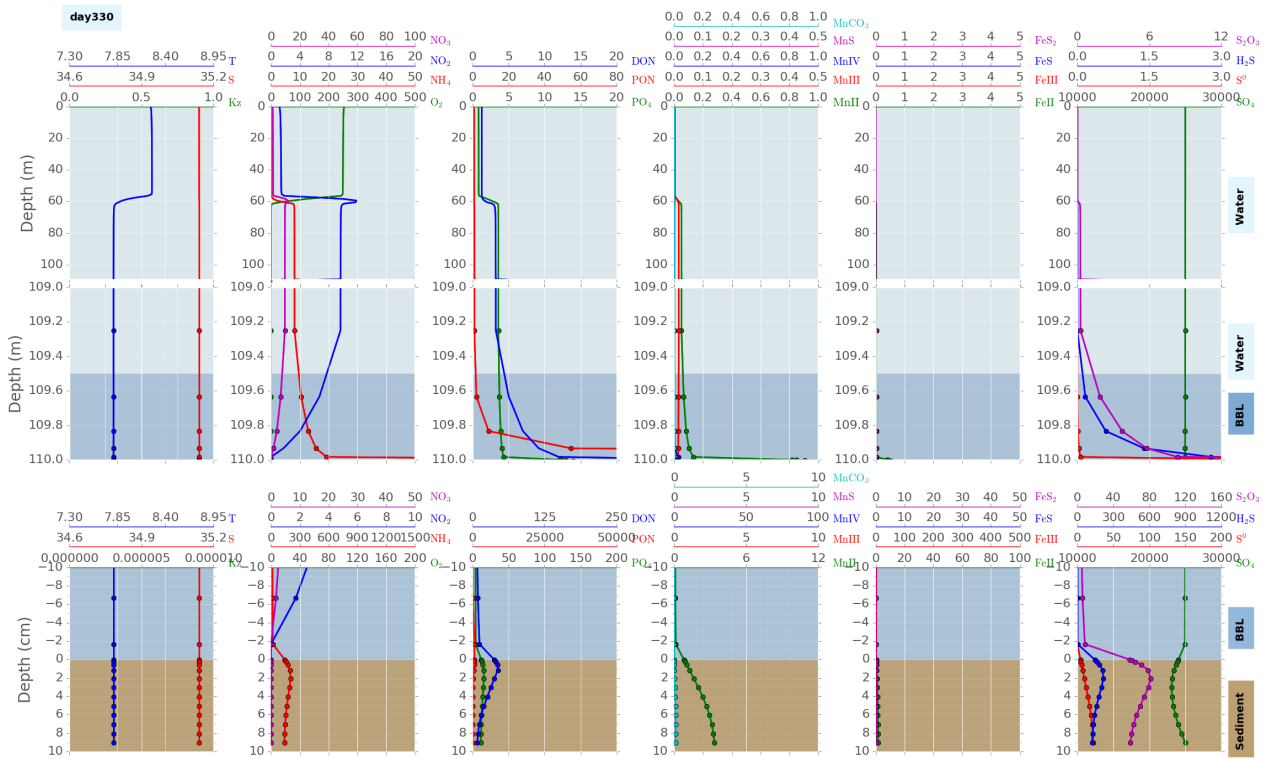 day330
0.0 0.2 0.4 0.6 0.8 1.0 MnCO3
0 20 40 60 80 100 NO3
0.0 0.1 0.2 0.3 0.4 0.5 MnS
0 1 2 3 4 5 FeS2
0 6 12 S2O3
7.30 7.85 8.40 8.95 T
0 4 8 12 16 20 NO2
0 5 10 15 20 DON
0.0 0.2 0.4 0.6 0.8 1.0 MnIV
0 1 2 3 4 5 FeS
0.0 1.5 3.0 H2S
34.6 34.9 35.2 S
0 10 20 30 40 50 NH4
0 20 40 60 80 PON
0.0 0.1 0.2 0.3 0.4 0.5 MnIII
0 1 2 3 4 5 FeIII
0.0 1.5 3.0 S0
0.0 0.5 1.0 Kz
0 100 200 300 400 500 O2
0 5 10 15 20 PO4
0.0 0.2 0.4 0.6 0.8 1.0 MnII
0 1 2 3 4 5 FeII
10000 20000 30000 SO4
0 20 40 60 80 100
Depth (m)
Water
109.0 109.2 109.4 109.6 109.8 110.0
Depth (m)
Water
BBL
0 5 10 MnCO3
0 10 20 30 40 50 NO3
0 5 10 MnS
0 10 20 30 40 50 FeS2
0 40 80 120 160 S2O3
7.30 7.85 8.40 8.95 T
0 2 4 6 8 10 NO2
0 125 250 DON
0 50 100 MnIV
0 10 20 30 40 50 FeS
0 300 600 900 1200 H2S
34.6 34.9 35.2 S
0 300 600 900 1200 1500 NH4
0 25000 50000 PON
0 5 10 MnIII
0 100 200 300 400 500 FeIII
0 50 100 150 200 S0
0.000000 0.000005 0.000010 Kz
0 40 80 120 160 200 O2
0 50 100 150 200 PO4
0 6 12 MnII
0 20 40 60 80 100 FeII
10000 20000 30000 SO4
−10 −8 −6 −4 −2 0 2 4 6 8 10
Depth (cm)
BBL
Sediment